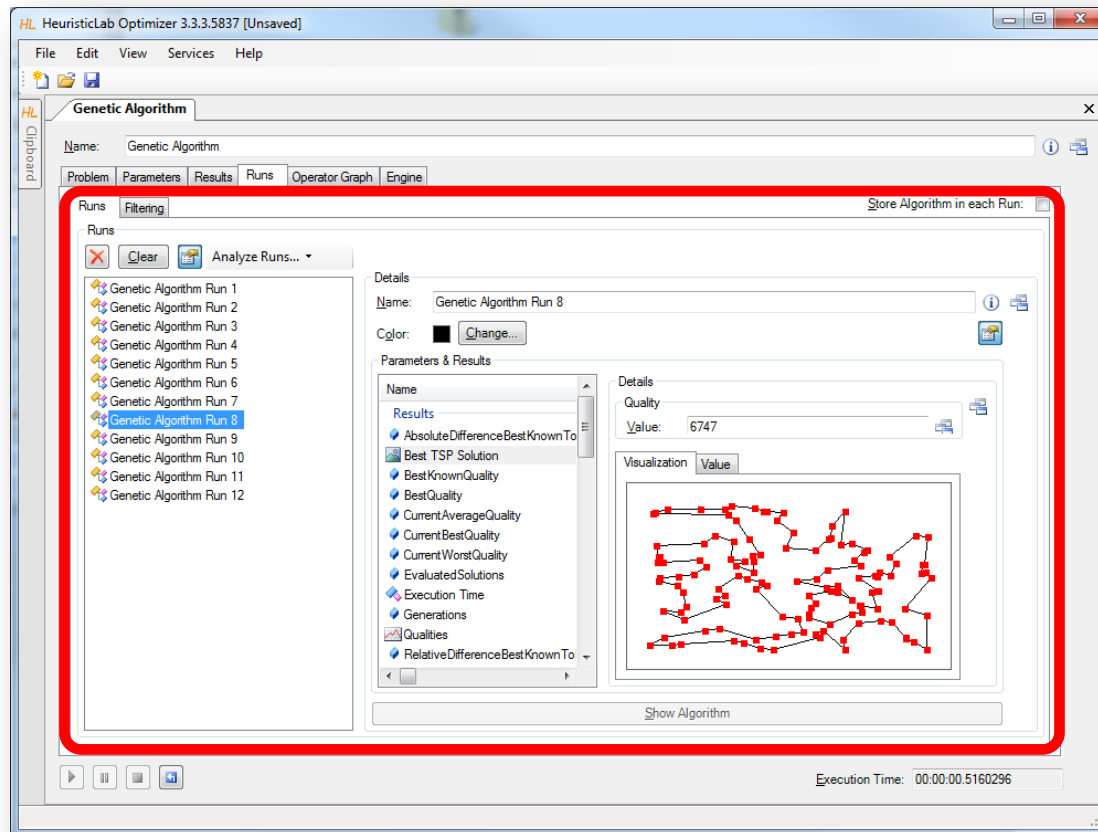 HL HeuristicLab Optimizer 3.3.3.5837 [Unsaved]
File Edit View Services Help
HL Clipboard
Genetic Algorithm
Name: Genetic Algorithm
Problem Parameters Results Runs Operator Graph Engine
Runs Filtering Store Algorithm in each Run:
Runs
Clear Analyze Runs...
Genetic Algorithm Run 1
Genetic Algorithm Run 2
Genetic Algorithm Run 3
Genetic Algorithm Run 4
Genetic Algorithm Run 5
Genetic Algorithm Run 6
Genetic Algorithm Run 7
Genetic Algorithm Run 8
Genetic Algorithm Run 9
Genetic Algorithm Run 10
Genetic Algorithm Run 11
Genetic Algorithm Run 12
Details
Name: Genetic Algorithm Run 8
Color: Change...
Parameters & Results
Name
Results
AbsoluteDifferenceBestKnownTo
Best TSP Solution
BestKnownQuality
BestQuality
CurrentAverageQuality
CurrentBestQuality
CurrentWorstQuality
EvaluatedSolutions
Execution Time
Generations
Qualities
RelativeDifferenceBestKnownTo
Details
Quality
Value: 6747
Visualization Value
Show Algorithm
Execution Time: 00:00:00.5160296